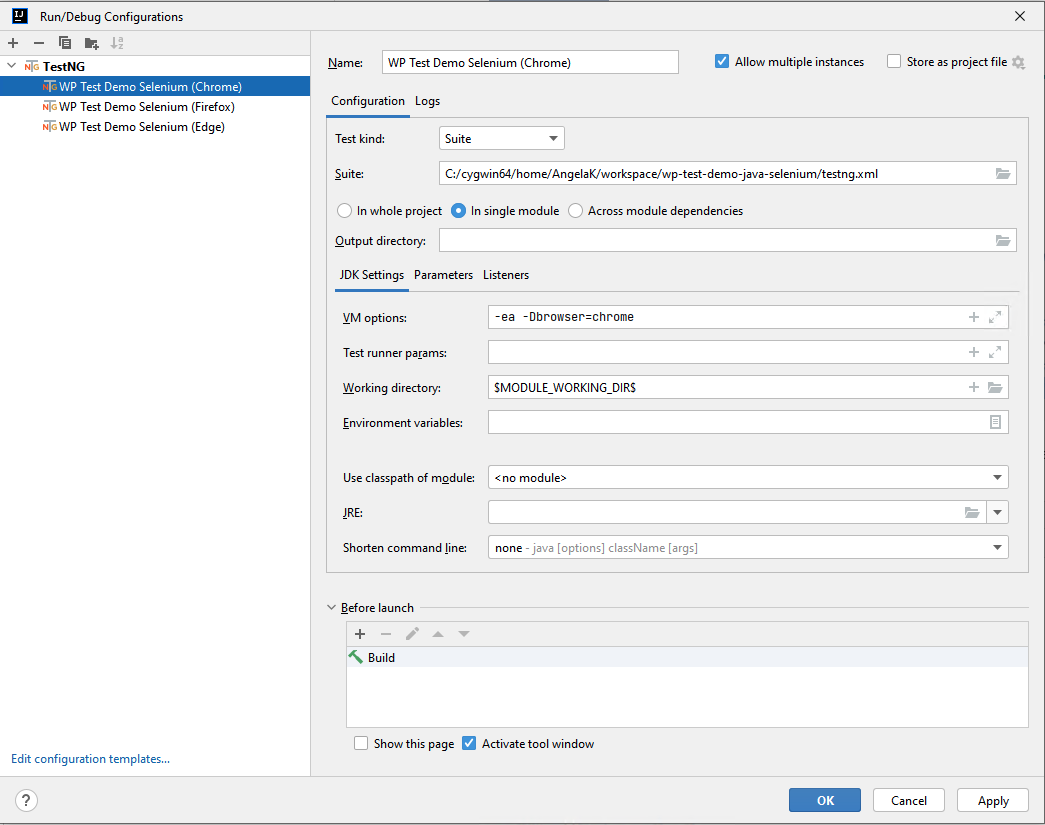 Run/Debug Configurations
TestNG
WP Test Demo Selenium (Chrome)
WP Test Demo Selenium (Firefox)
WP Test Demo Selenium (Edge)
Edit configuration templates...
Name: WP Test Demo Selenium (Chrome) Allow multiple instances Store as project file
Configuration Logs
Test kind: Suite
Suite: C:/cygwin64/home/AngelaK/workspace/wp-test-demo-java-selenium/testng.xml
In whole project In single module Across module dependencies
Output directory:
JDK Settings Parameters Listeners
VM options: -ea -Dbrowser=chrome
Test runner params:
Working directory: $MODULE_WORKING_DIR$
Environment variables:
Use classpath of module: <no module>
JRE:
Shorten command line: none - java [options] className [args]
Before launch
Build
Show this page Activate tool window
? OK Cancel Apply